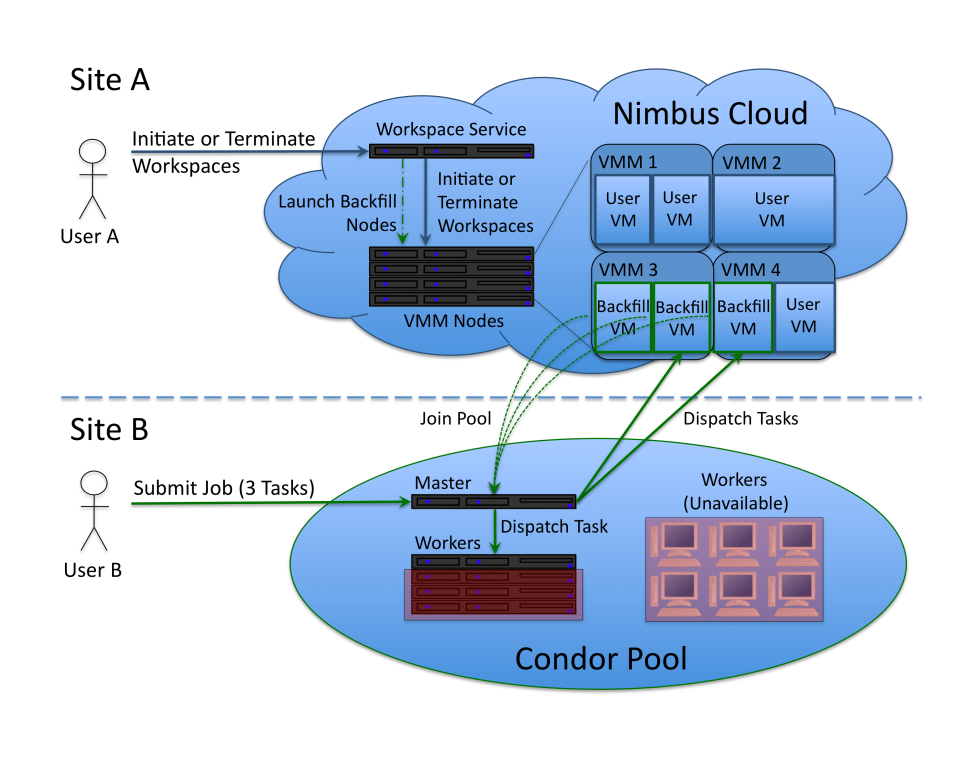 Site A
Nimbus Cloud
Workspace Service
Initiate or Terminate
Workspaces
User A
Launch Backfill
Nodes
Initiate or
Terminate
Workspaces
VMM Nodes
VMM 1
User
VM
User
VM
VMM 2
User
VM
VMM 3
Backfill
VM
Backfill
VM
VMM 4
Backfill
VM
User
VM
Site B
Join Pool
Dispatch Tasks
Submit Job (3 Tasks)
User B
Master
Dispatch Task
Workers
Workers
(Unavailable)
Condor Pool